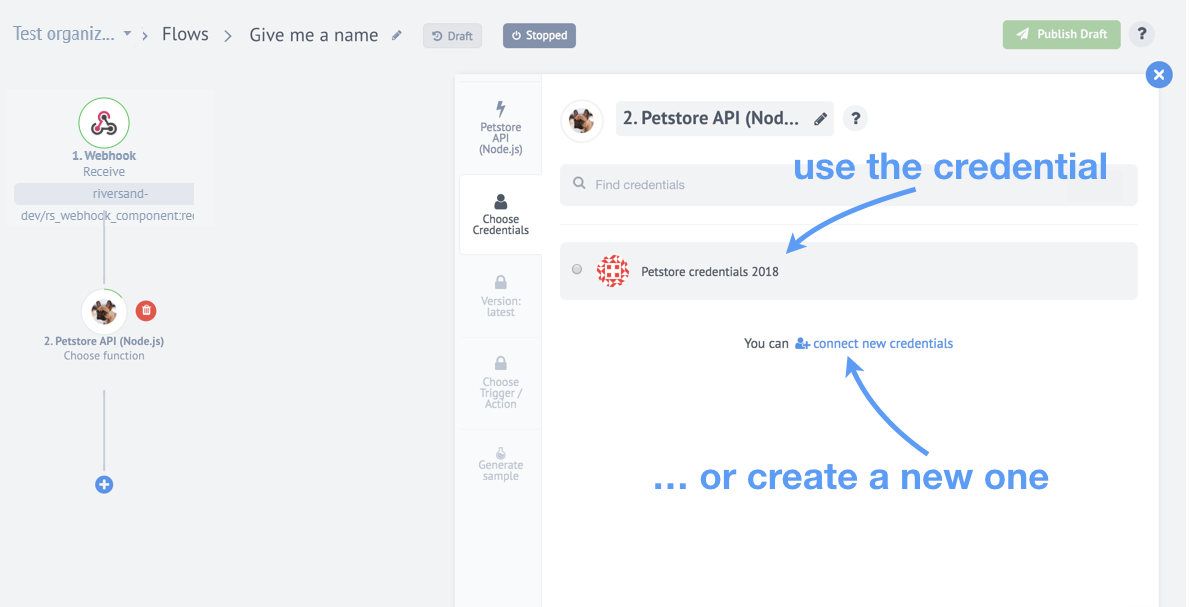 Test organiz... > Flows > Give me a name Draft Stopped Publish Draft ?
1. Webhook
Receive
riversand-
dev/rs_webhook_component:rec
2. Petstore API (Node.js)
Choose function
Petstore
API
(Node.js)
Choose
Credentials
Version:
latest
Choose
Trigger /
Action
Generate
sample
2. Petstore API (Nod... ?
use the credential
Find credentials
Petstore credentials 2018
You can connect new credentials
... or create a new one